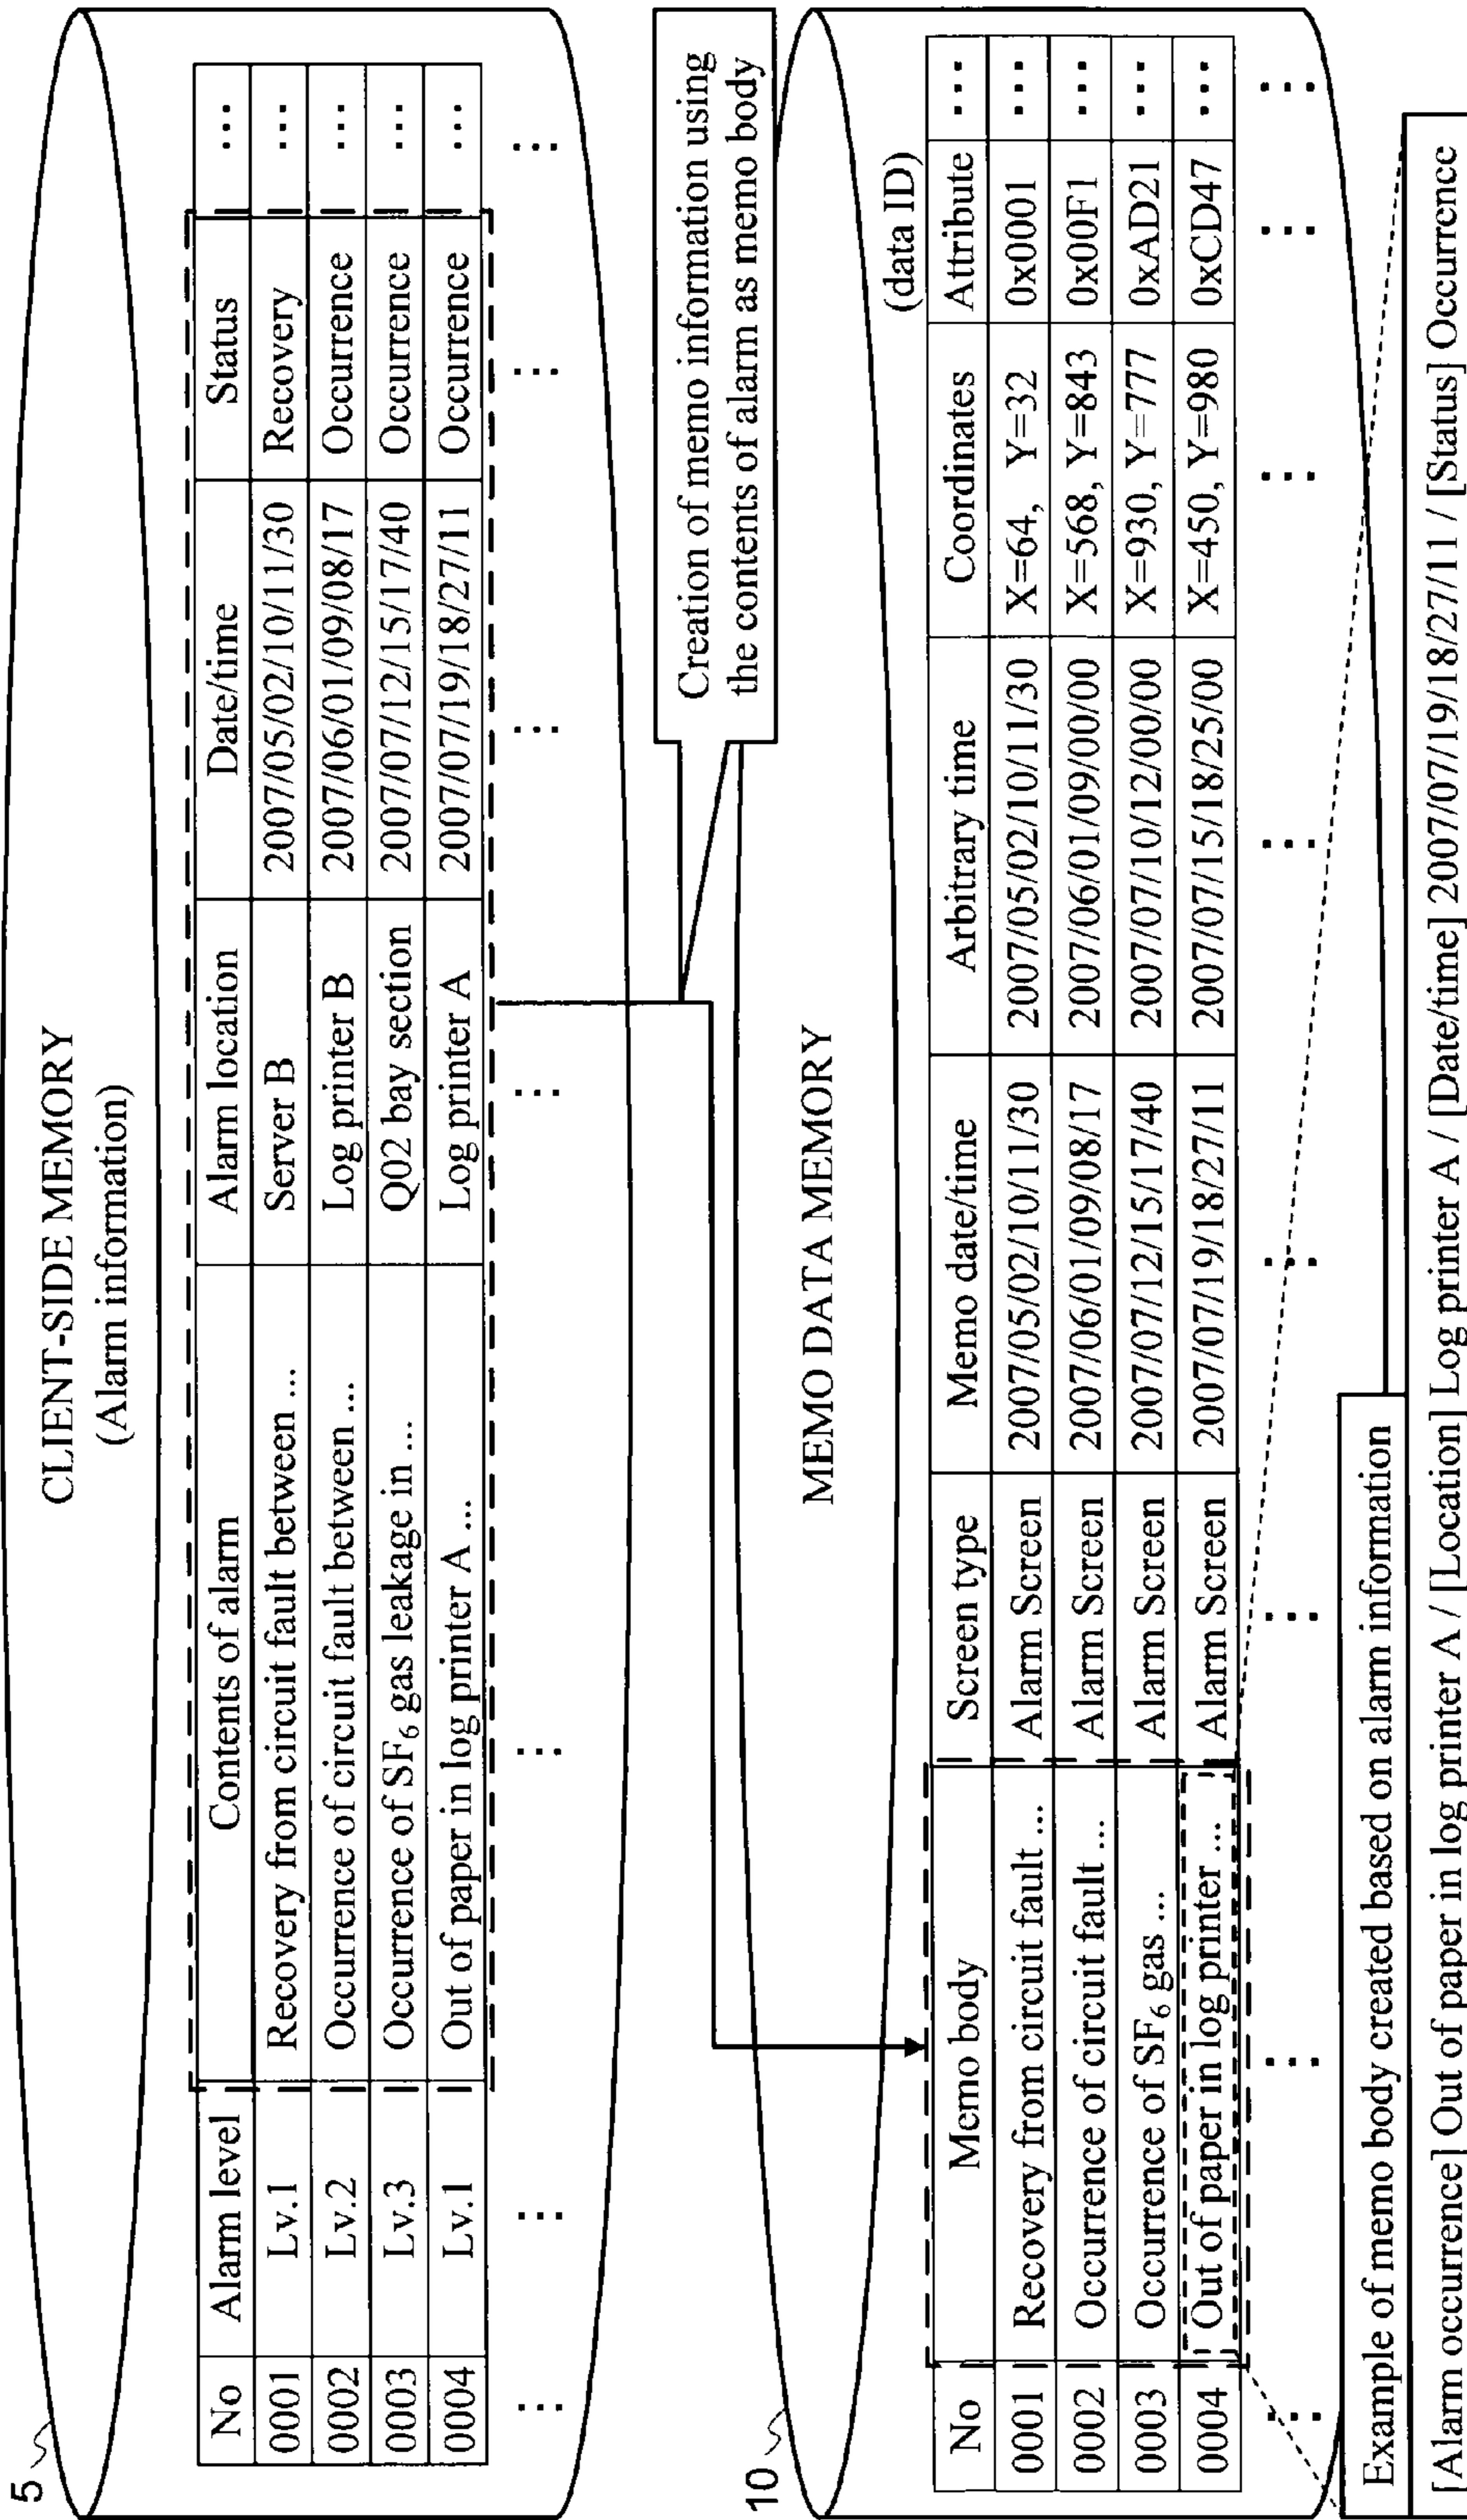 5
CLIENT-SIDE MEMORY
(Alarm information)
No Alarm level Contents of alarm Alarm location Date/time Status ...
0001 Lv.1 Recovery from circuit fault between ... Server B 2007/05/02/10/11/30 Recovery ...
0002 Lv.2 Occurrence of circuit fault between ... Log printer B 2007/06/01/09/08/17 Occurrence ...
0003 Lv.3 Occurrence of SF₆ gas leakage in ... Q02 bay section 2007/07/12/15/17/40 Occurrence ...
0004 Lv.1 Out of paper in log printer A ... Log printer A 2007/07/19/18/27/11 Occurrence ...
... ... ... ... ... ... ...
Creation of memo information using
the contents of alarm as memo body
10
MEMO DATA MEMORY
(data ID)
No Memo body Screen type Memo date/time Arbitrary time Coordinates Attribute ...
0001 Recovery from circuit fault ... Alarm Screen 2007/05/02/10/11/30 2007/05/02/10/11/30 X=64, Y=32 0x0001 ...
0002 Occurrence of circuit fault ... Alarm Screen 2007/06/01/09/08/17 2007/06/01/09/00/00 X=568, Y=843 0x00F1 ...
0003 Occurrence of SF₆ gas ... Alarm Screen 2007/07/12/15/17/40 2007/07/10/12/00/00 X=930, Y=777 0xAD21 ...
0004 Out of paper in log printer ... Alarm Screen 2007/07/19/18/27/11 2007/07/15/18/25/00 X=450, Y=980 0xCD47 ...
... ... ... ... ... ... ... ...
Example of memo body created based on alarm information
[Alarm occurrence] Out of paper in log printer A / [Location] Log printer A / [Date/time] 2007/07/19/18/27/11 / [Status] Occurrence